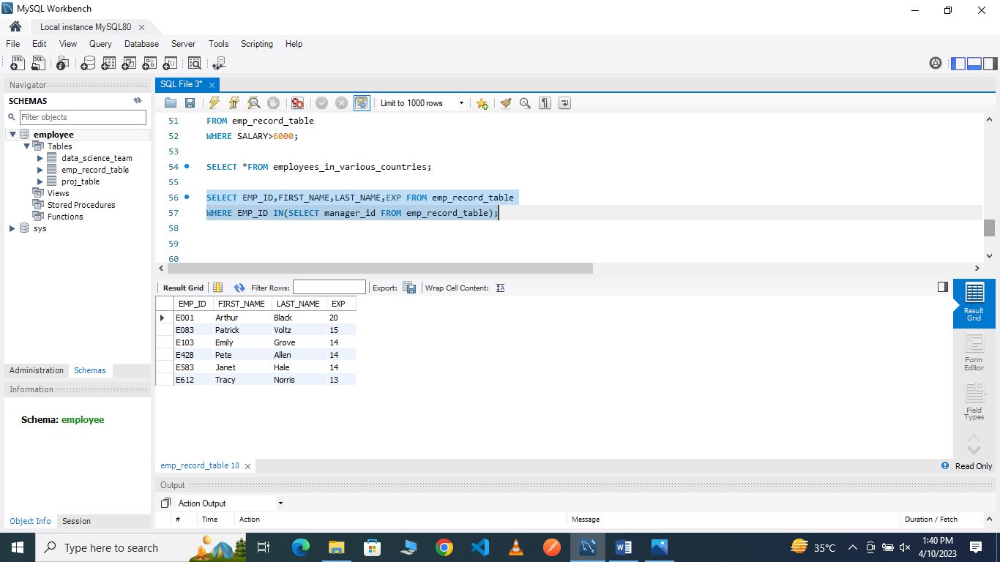 MySQL Workbench
Local instance MySQL80
File Edit View Query Database Server Tools Scripting Help
Navigator
SCHEMAS
Filter objects
employee
Tables
data_science_team
emp_record_table
proj_table
Views
Stored Procedures
Functions
sys
Administration Schemas
Information
Schema: employee
Object Info Session
SQL File 3*
Limit to 1000 rows
51 FROM emp_record_table
52 WHERE SALARY>6000;
53
54 SELECT *FROM employees_in_various_countries;
55
56 SELECT EMP_ID,FIRST_NAME,LAST_NAME,EXP FROM emp_record_table
57 WHERE EMP_ID IN(SELECT manager_id FROM emp_record_table);
58
59
60
Result Grid Filter Rows: Export: Wrap Cell Content:
EMP_ID FIRST_NAME LAST_NAME EXP
E001 Arthur Black 20
E083 Patrick Voltz 15
E103 Emily Grove 14
E428 Pete Allen 14
E583 Janet Hale 14
E612 Tracy Norris 13
Result
Grid
Form
Editor
Field
Types
emp_record_table 10
Read Only
Output
Action Output
# Time Action Message Duration / Fetch
Type here to search
35°C
1:40 PM
4/10/2023